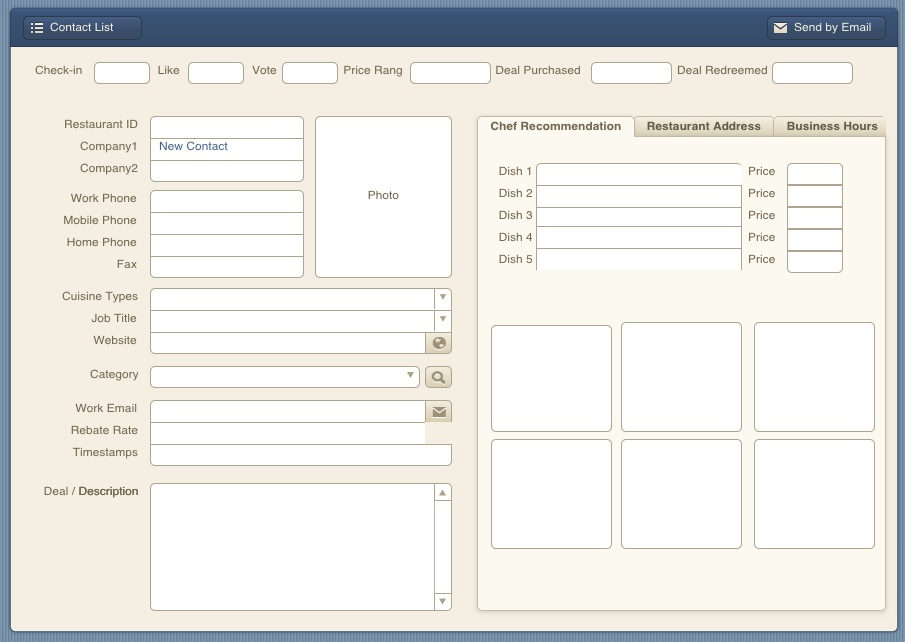 Contact List
Send by Email
Check-in Like Vote Price Rang Deal Purchased Deal Redreemed
Restaurant ID
Company1 New Contact
Company2
Work Phone
Mobile Phone
Home Phone
Fax
Photo
Cuisine Types
Job Title
Website
Category
Work Email
Rebate Rate
Timestamps
Deal / Description
Chef Recommendation Restaurant Address Business Hours
Dish 1 Price
Dish 2 Price
Dish 3 Price
Dish 4 Price
Dish 5 Price